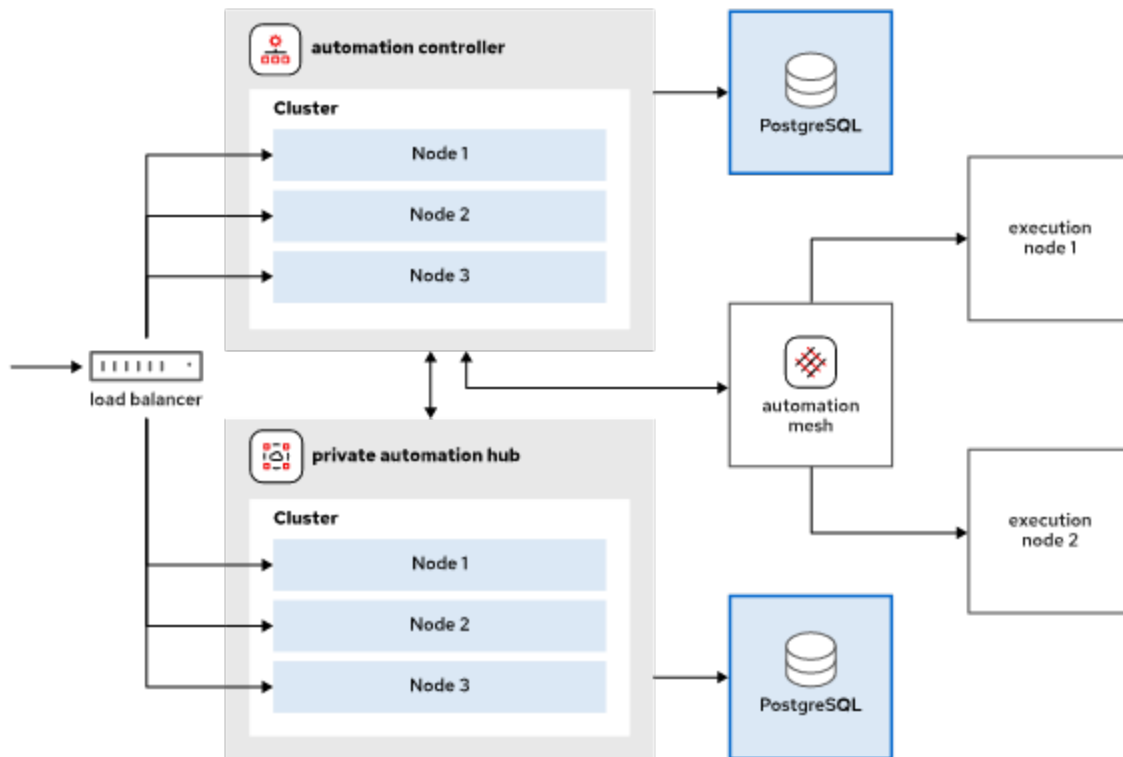 automation controller
Cluster
Node 1
Node 2
Node 3
PostgreSQL
execution
node 1
load balancer
automation
mesh
private automation hub
Cluster
Node 1
Node 2
Node 3
execution
node 2
PostgreSQL